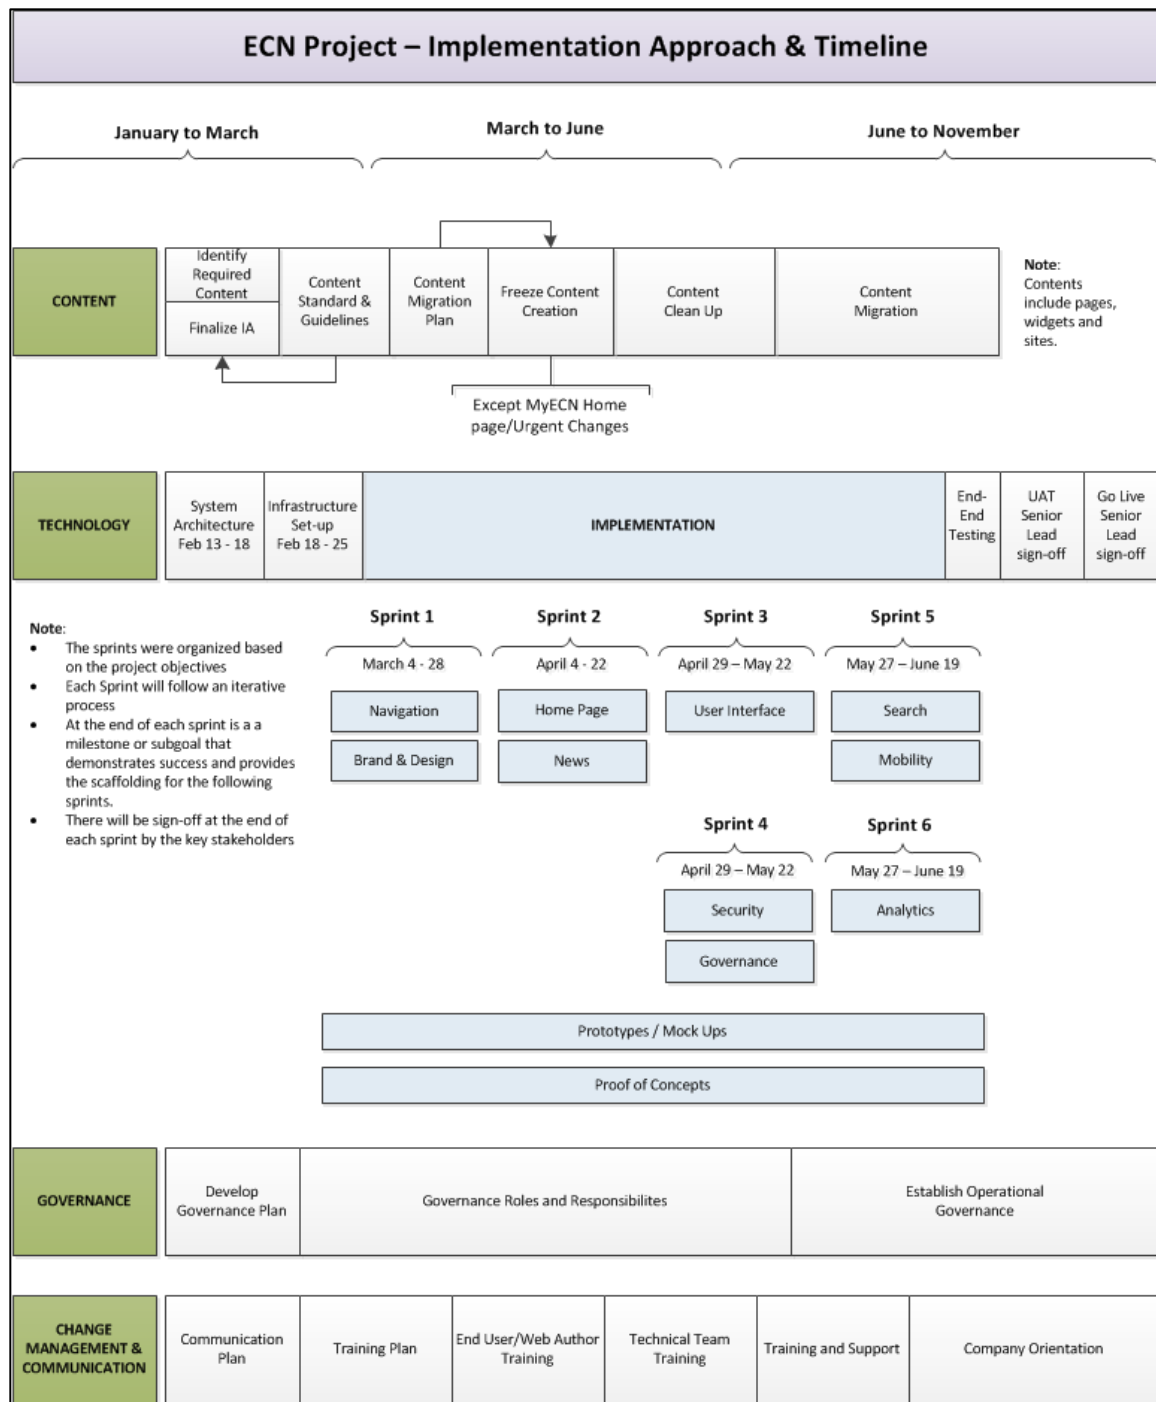 ECN Project – Implementation Approach & Timeline
January to March
March to June
June to November
CONTENT
Identify
Required
Content
Finalize IA
Content
Standard &
Guidelines
Content
Migration
Plan
Freeze Content
Creation
Content
Clean Up
Content
Migration
Note:
Contents
include pages,
widgets and
sites.
Except MyECN Home
page/Urgent Changes
TECHNOLOGY
System
Architecture
Feb 13 - 18
Infrastructure
Set-up
Feb 18 - 25
IMPLEMENTATION
End-
End
Testing
UAT
Senior
Lead
sign-off
Go Live
Senior
Lead
sign-off
Note:
• The sprints were organized based
on the project objectives
• Each Sprint will follow an iterative
process
• At the end of each sprint is a a
milestone or subgoal that
demonstrates success and provides
the scaffolding for the following
sprints.
• There will be sign-off at the end of
each sprint by the key stakeholders
Sprint 1
March 4 - 28
Navigation
Brand & Design
Sprint 2
April 4 - 22
Home Page
News
Sprint 3
April 29 – May 22
User Interface
Sprint 5
May 27 – June 19
Search
Mobility
Sprint 4
April 29 – May 22
Security
Governance
Sprint 6
May 27 – June 19
Analytics
Prototypes / Mock Ups
Proof of Concepts
GOVERNANCE
Develop
Governance Plan
Governance Roles and Responsibilites
Establish Operational
Governance
CHANGE
MANAGEMENT &
COMMUNICATION
Communication
Plan
Training Plan
End User/Web Author
Training
Technical Team
Training
Training and Support
Company Orientation